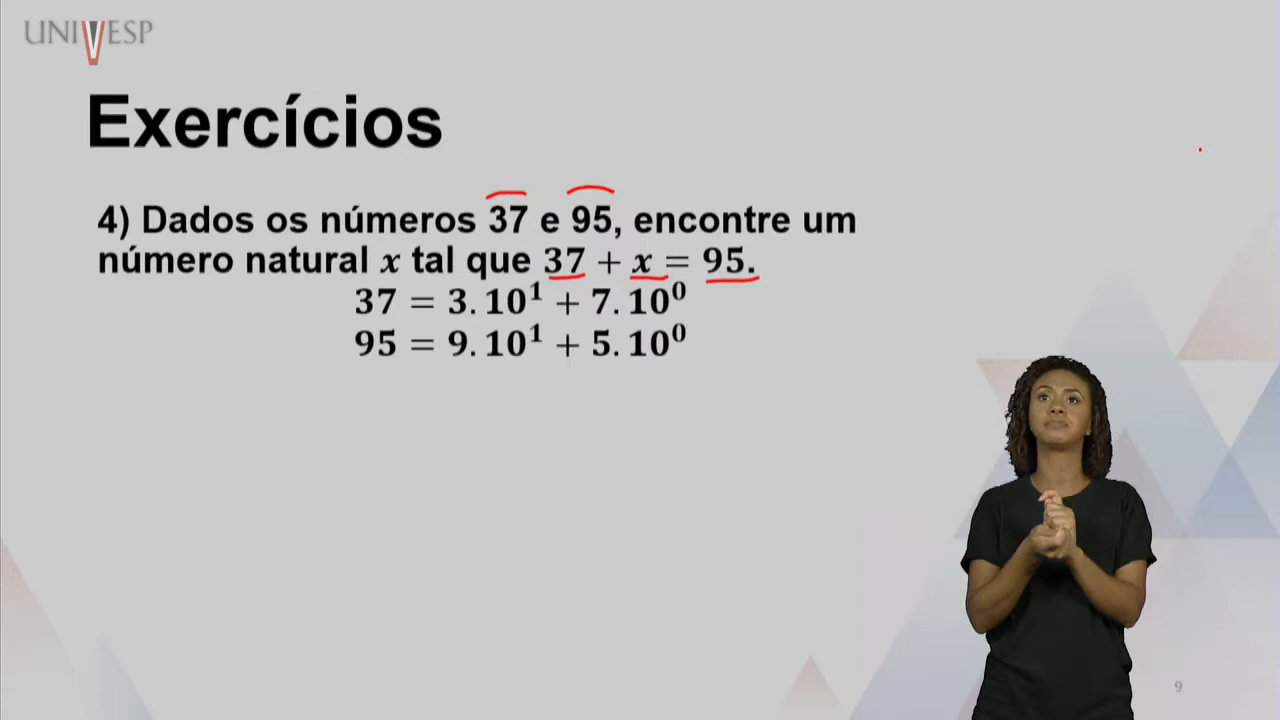 UNIVESP
Exercícios
4) Dados os números 37 e 95, encontre um
número natural x tal que 37 + x = 95.
37 = 3. 10¹ + 7. 10⁰
95 = 9. 10¹ + 5. 10⁰
9